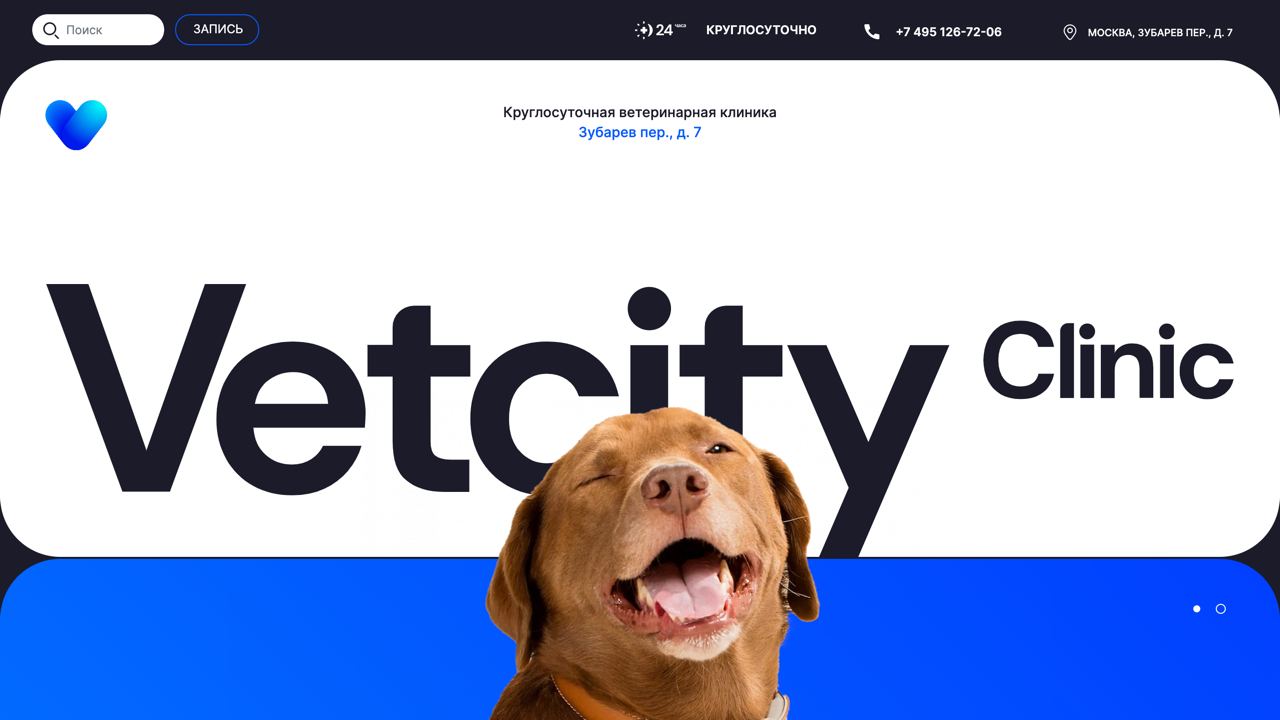 Поиск
ЗАПИСЬ
24 часа
КРУГЛОСУТОЧНО
+7 495 126-72-06
МОСКВА, ЗУБАРЕВ ПЕР., Д. 7
Круглосуточная ветеринарная клиника
Зубарев пер., д. 7
Vetcity
Clinic